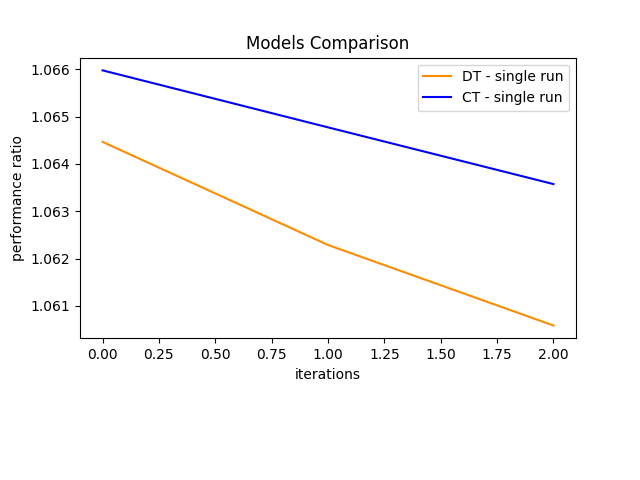 Models Comparison
DT - single run
CT - single run
performance ratio
1.066
1.065
1.064
1.063
1.062
1.061
0.00 0.25 0.50 0.75 1.00 1.25 1.50 1.75 2.00
iterations